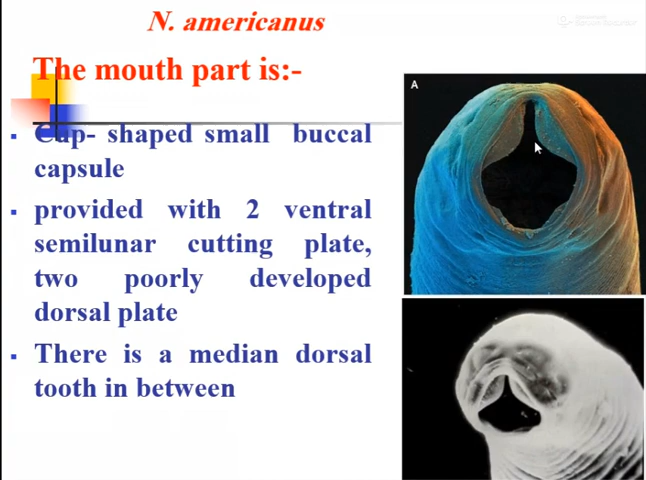 N. americanus
The mouth part is:-
A
Cup- shaped small buccal
capsule
provided with 2 ventral
semilunar cutting plate,
two poorly developed
dorsal plate
There is a median dorsal
tooth in between